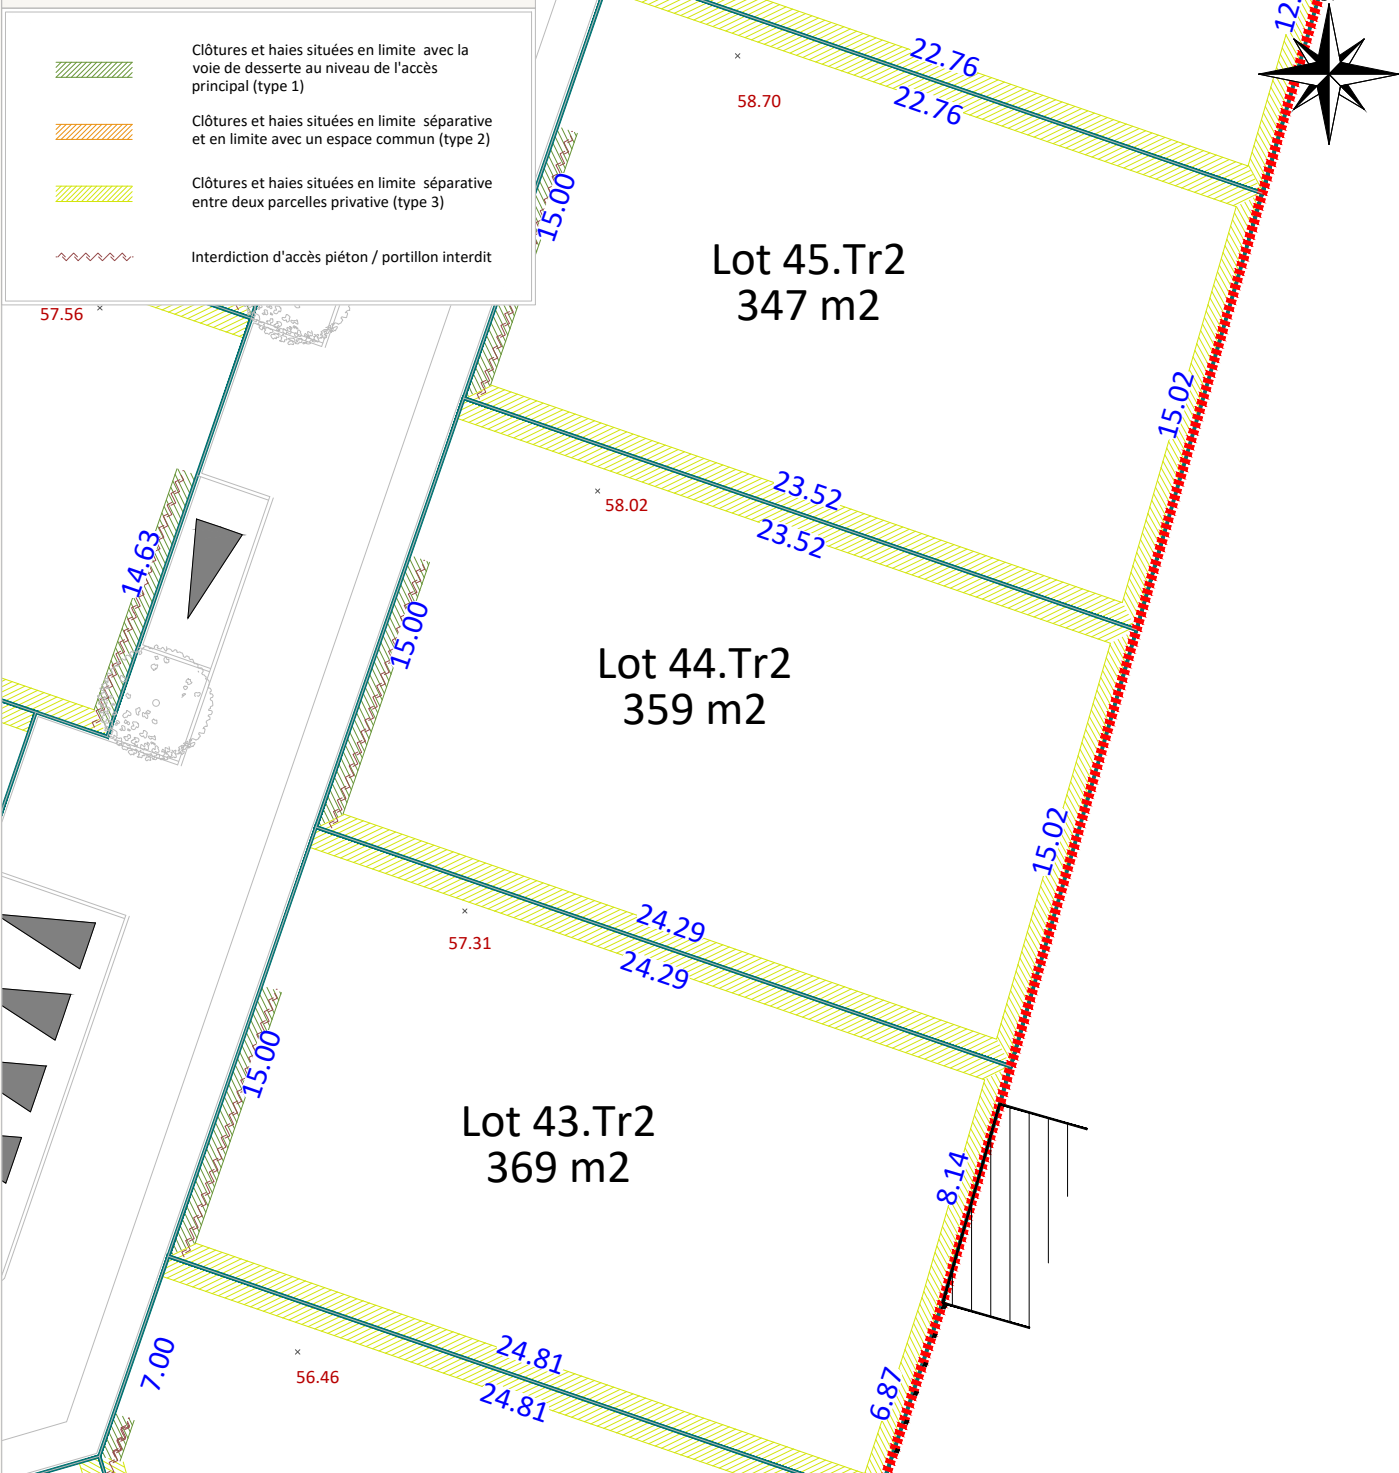 Clôtures et haies situées en limite avec la
voie de desserte au niveau de l'accès
principal (type 1)
Clôtures et haies situées en limite séparative
et en limite avec un espace commun (type 2)
Clôtures et haies situées en limite séparative
entre deux parcelles privative (type 3)
Interdiction d'accès piéton / portillon interdit
12.
22.76
22.76
58.70
15.00
Lot 45.Tr2
347 m2
57.56
15.02
23.52
23.52
58.02
14.63
15.00
Lot 44.Tr2
359 m2
15.02
24.29
24.29
57.31
15.00
Lot 43.Tr2
369 m2
8.14
7.00
24.81
24.81
56.46
6.87